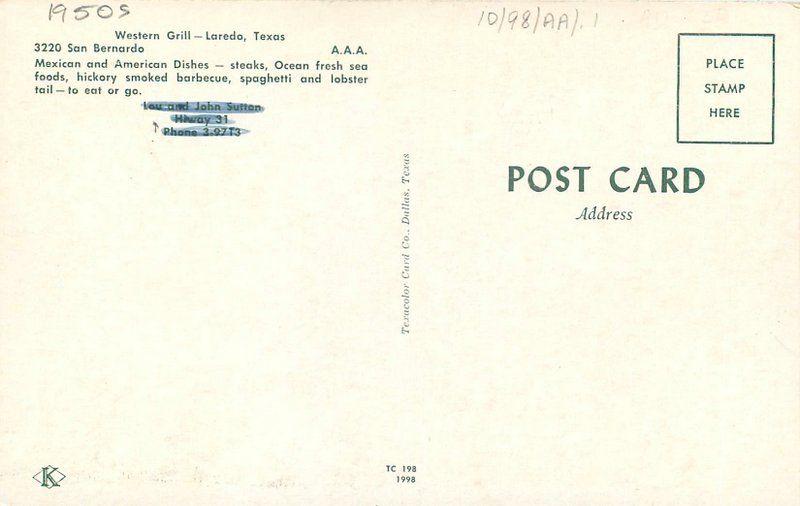 1950s
10/98/AA/.1
Western Grill — Laredo, Texas
3220 San Bernardo A.A.A.
Mexican and American Dishes — steaks, Ocean fresh sea
foods, hickory smoked barbecue, spaghetti and lobster
tail — to eat or go.
Lou and John Sutton
Hiway 31
Phone 3-9713
PLACE
STAMP
HERE
POST CARD
Address
Texacolor Card Co., Dallas, Texas
K
TC 198
1998